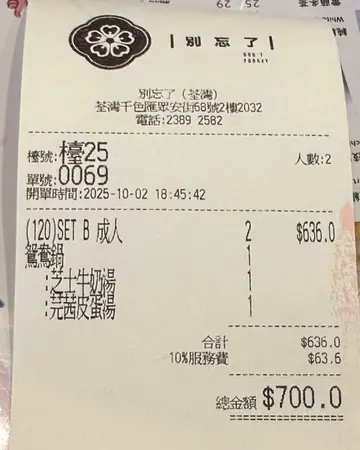 | 別忘了 |
DON'T
FORGET
別忘了 (荃灣)
荃灣千色匯眾安街68號2樓2032
電話:2389 2582
檯號:檯25
人數:2
單號:0069
開單時間:2025-10-02 18:45:42
(120)SET B 成人 2 $636.0
鴛鴦鍋 1
:芝士牛奶湯 1
:芫茜皮蛋湯 1
合計 $636.0
10%服務費 $63.6
總金額 $700.0